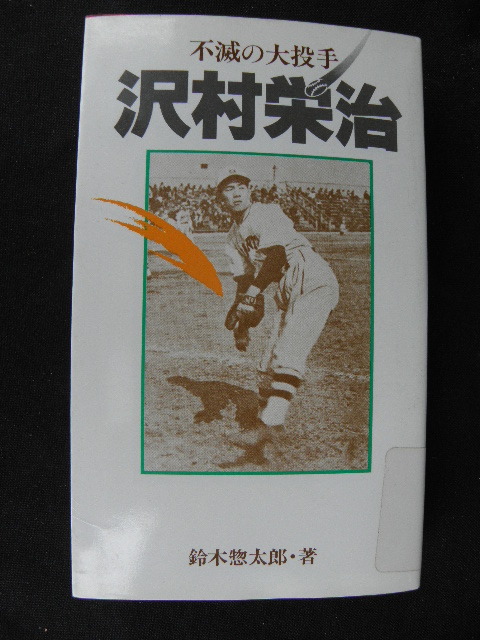 不滅の大投手
沢村栄治
鈴木惣太郎・著